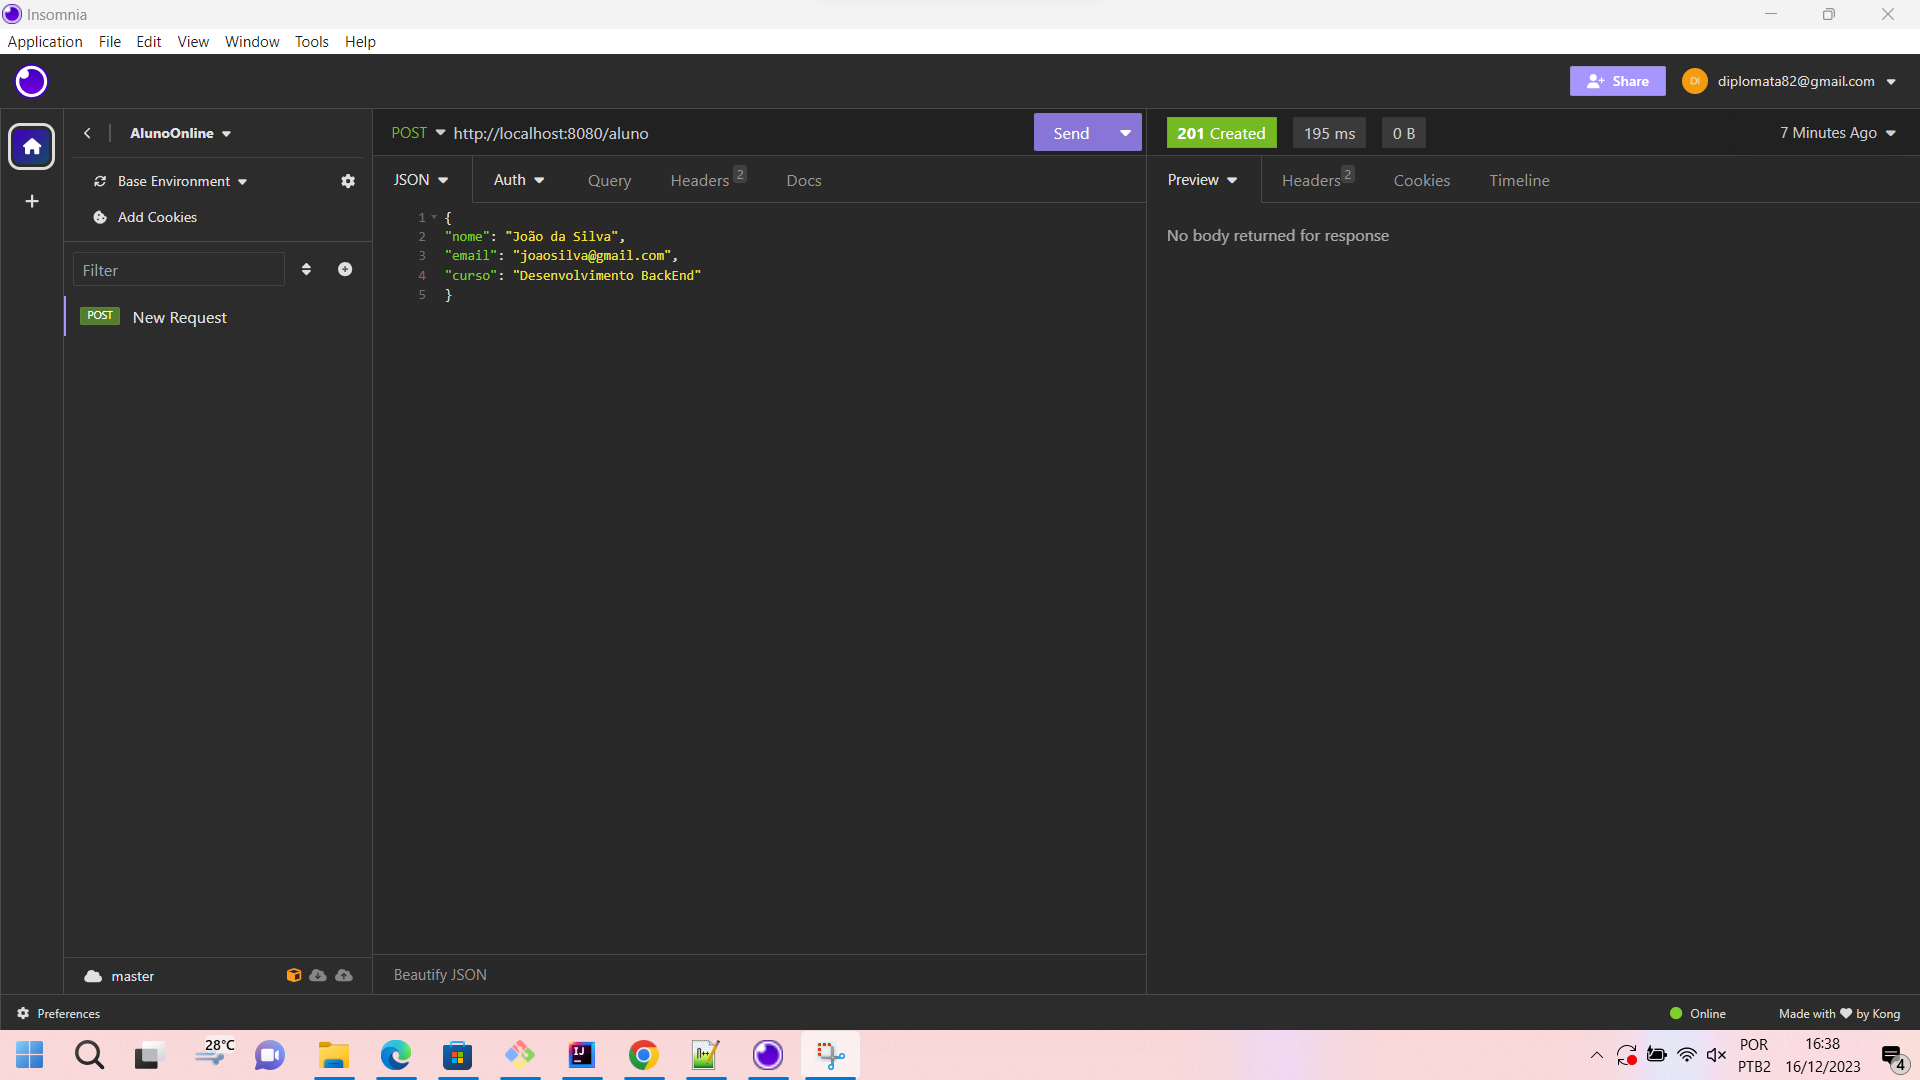 Insomnia
Application File Edit View Window Tools Help
Share
DI
diplomata82@gmail.com
AlunoOnline
POST http://localhost:8080/aluno
Send
201 Created
195 ms
0 B
7 Minutes Ago
Base Environment
JSON
Auth
Query
Headers 2
Docs
Preview
Headers 2
Cookies
Timeline
Add Cookies
1 {
2 "nome": "João da Silva",
3 "email": "joaosilva@gmail.com",
4 "curso": "Desenvolvimento BackEnd"
5 }
No body returned for response
Filter
POST New Request
master
Beautify JSON
Preferences
Online
Made with ❤ by Kong
28°C
IJ
n++
POR
PTB2
16:38
16/12/2023
4